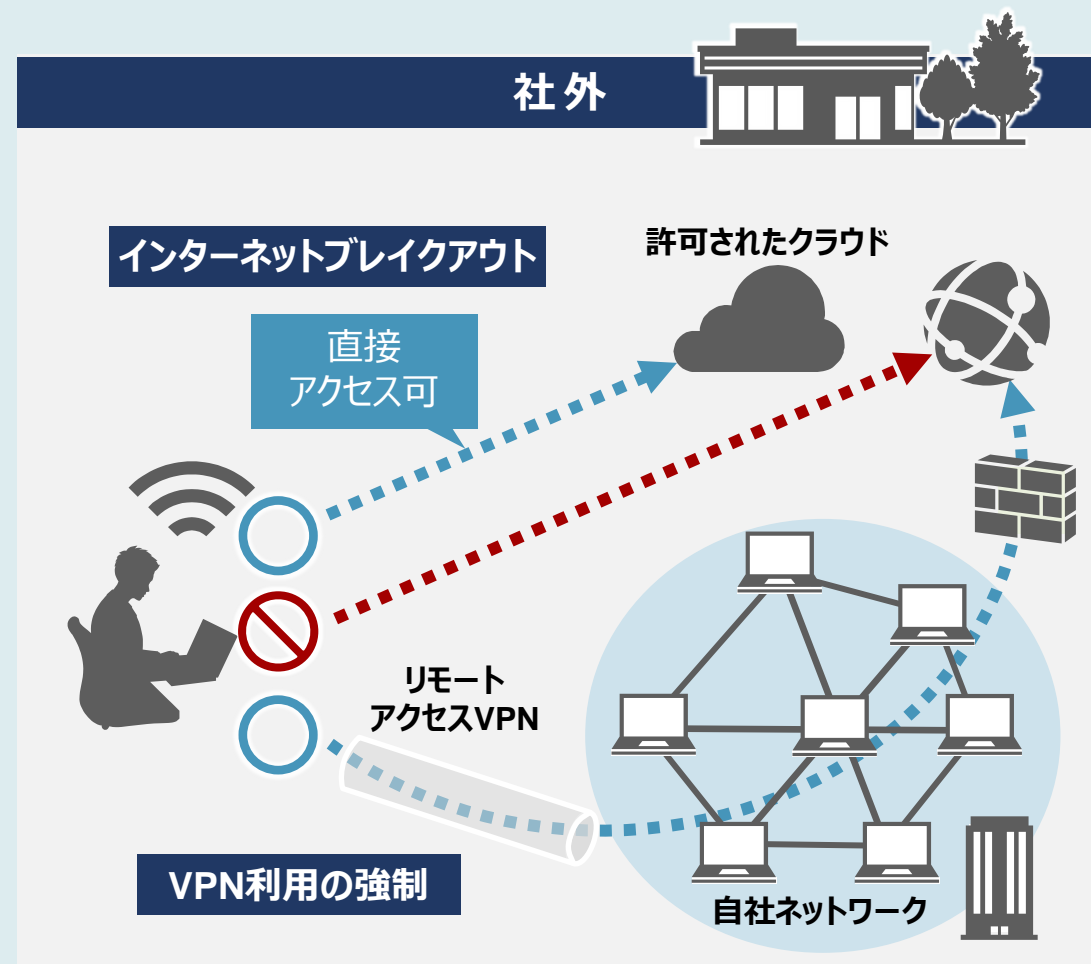 社外
インターネットブレイクアウト
許可されたクラウド
直接
アクセス可
リモート
アクセスVPN
VPN利用の強制
自社ネットワーク